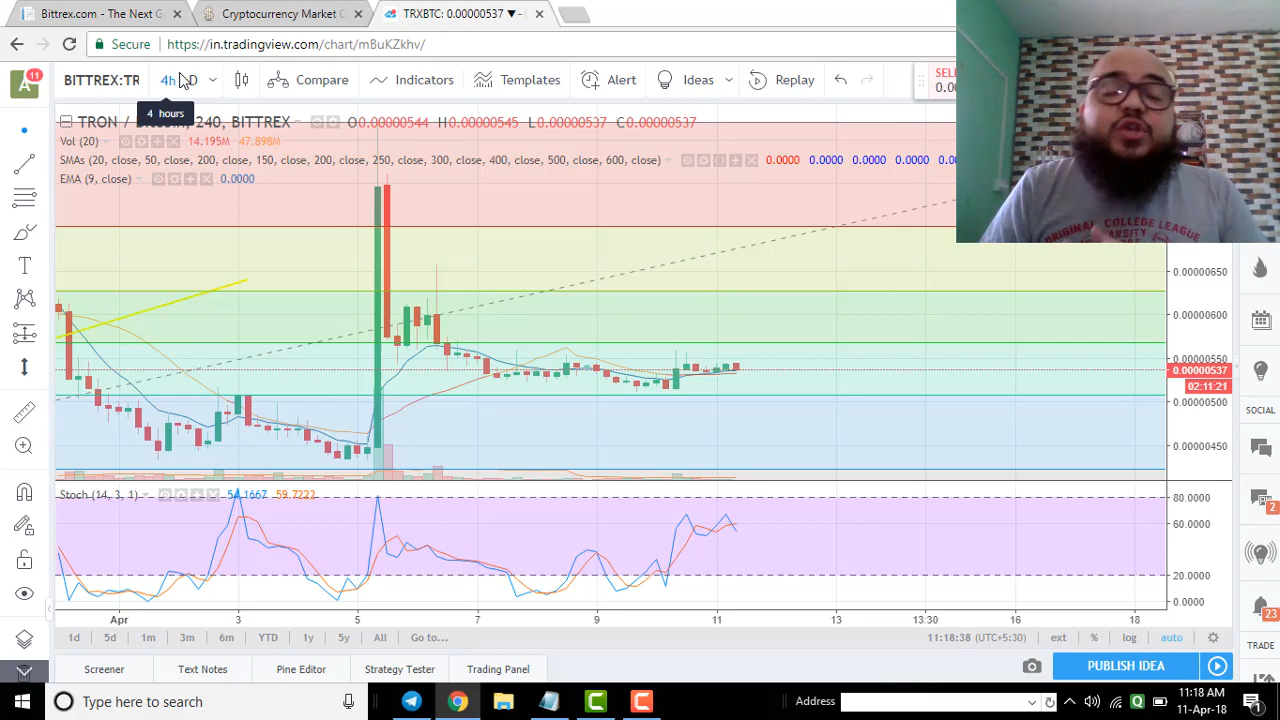 Bittrex.com - The Next G
Cryptocurrency Market C
TRXBTC: 0.00000537 ▼ -
Secure
https://in.tradingview.com/chart/mBuKZkhv/
A
11
BITTREX:TR
4h
D
Compare
Indicators
Templates
Alert
Ideas
Replay
SELL
0.00
4 hours
TRON /
, 240, BITTREX
O0.00000544 H0.00000545 L0.00000537 C0.00000537
Vol (20)
14.195M 47.898M
SMAs (20, close, 50, close, 200, close, 150, close, 200, close, 250, close, 300, close, 400, close, 500, close, 600, close)
0.0000 0.0000 0.0000 0.0000
EMA (9, close)
0.0000
ORIGINAL COLLEGE LEAGUE
VARSITY
0.00000650
0.00000600
0.00000550
0.00000537
02:11:21
0.00000500
0.00000450
SOCIAL
Stoch (14, 3, 1)
54.1667 59.7222
80.0000
60.0000
20.0000
0.0000
2
23
TRADE
Apr 3 5 7 9 11 13 13:30 16 18
1d 5d 1m 3m 6m YTD 1y 5y All Go to...
11:18:38 (UTC+5:30)
ext % log auto
Screener
Text Notes
Pine Editor
Strategy Tester
Trading Panel
PUBLISH IDEA
Type here to search
Address
11:18 AM
11-Apr-18
1